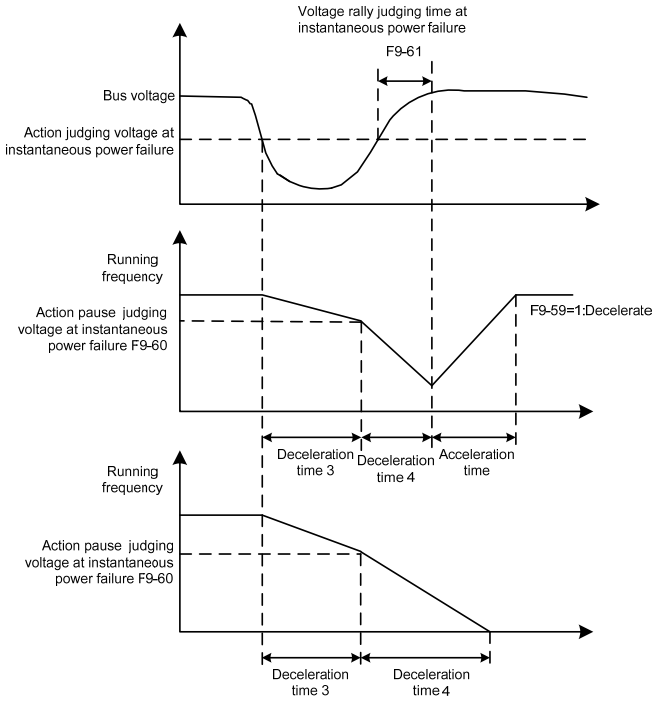 Voltage rally judging time at
instantaneous power failure
F9-61
Bus voltage
Action judging voltage at
instantaneous power failure
Running
frequency
Action pause judging
voltage at instantaneous
power failure F9-60
F9-59=1:Decelerate
Deceleration
time 3
Deceleration
time 4
Acceleration
time
Running
frequency
Action pause judging
voltage at instantaneous
power failure F9-60
Deceleration
time 3
Deceleration
time 4